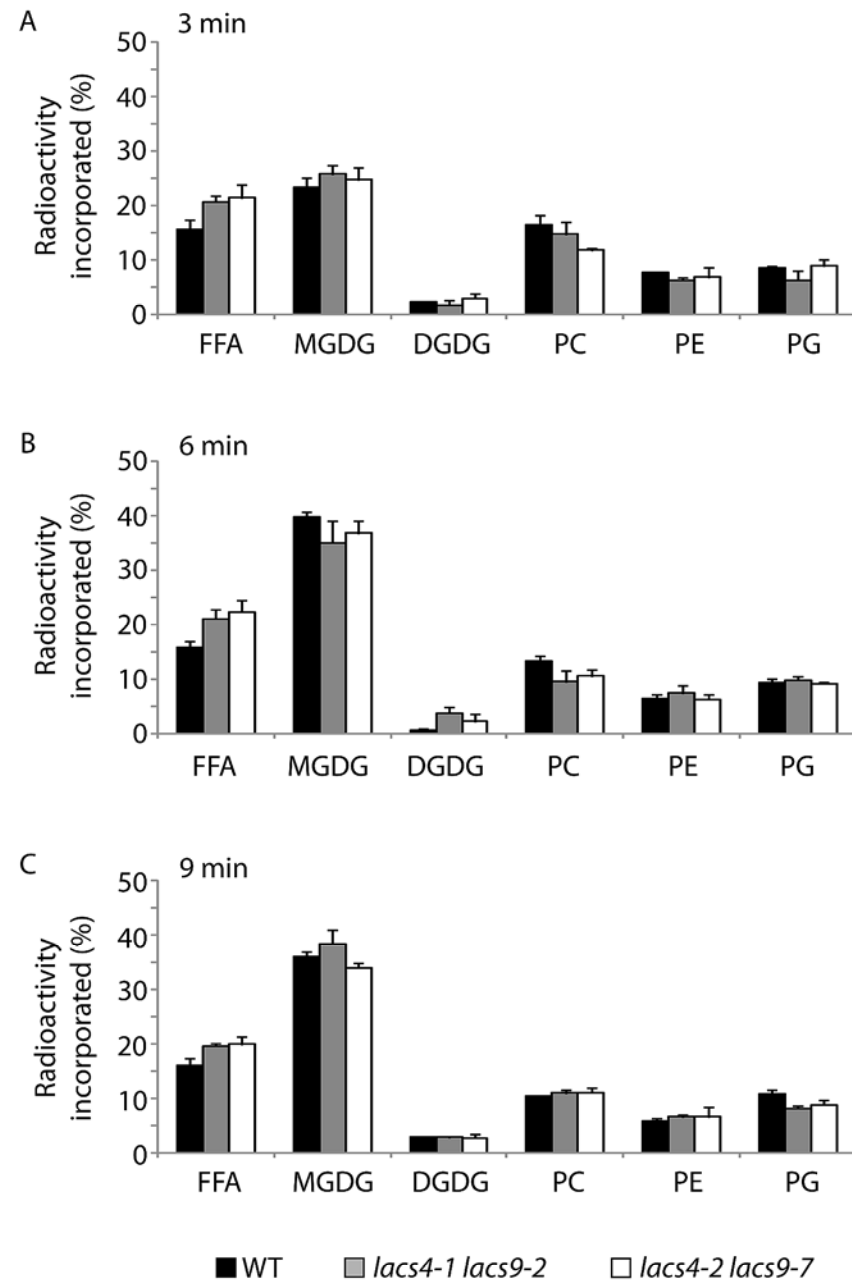 A
3 min
Radioactivity
incorporated (%)
50
40
30
20
10
0
FFA MGDG DGDG PC PE PG
B
6 min
Radioactivity
incorporated (%)
50
40
30
20
10
0
FFA MGDG DGDG PC PE PG
C
9 min
Radioactivity
incorporated (%)
50
40
30
20
10
0
FFA MGDG DGDG PC PE PG
WT lacs4-1 lacs9-2 lacs4-2 lacs9-7